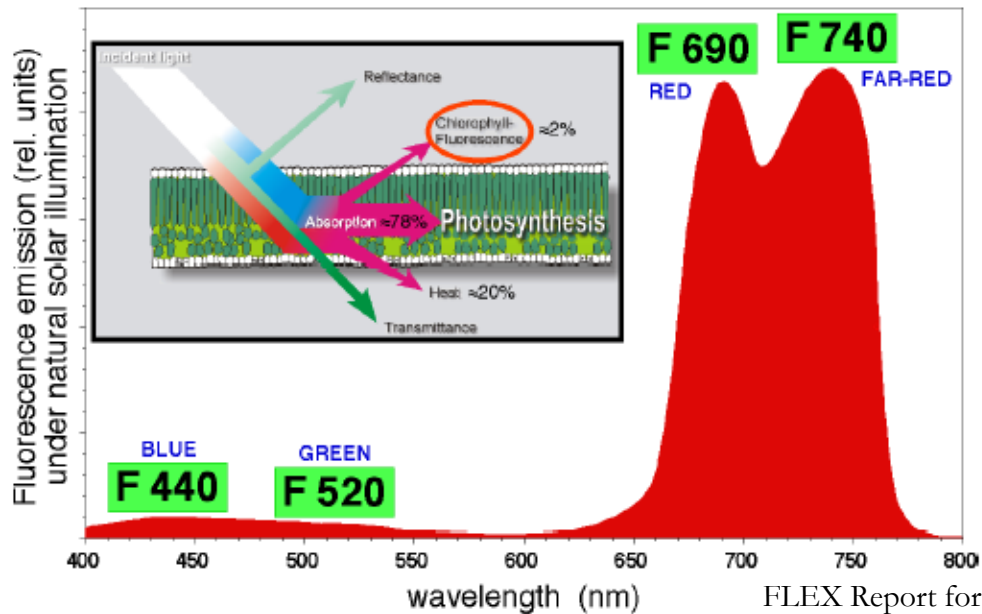 Fluorescence emission (rel. units)
under natural solar illumination
Incident light
Reflectance
Chlorophyll-
Fluorescence
≈2%
Absorption ≈78%
Photosynthesis
Heat ≈20%
Transmittance
F 690
RED
F 740
FAR-RED
BLUE
F 440
GREEN
F 520
400 450 500 550 600 650 700 750 800
wavelength (nm)
FLEX Report for